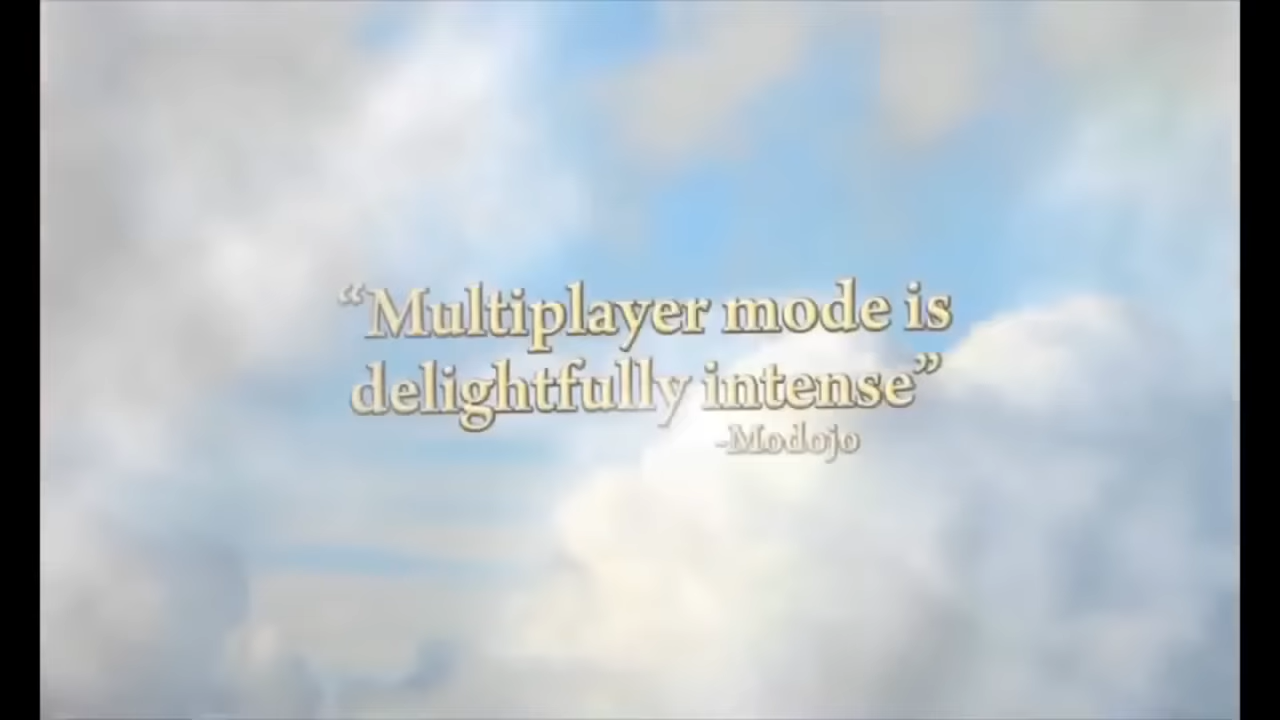 “Multiplayer mode is
delightfully intense”
-Modojo